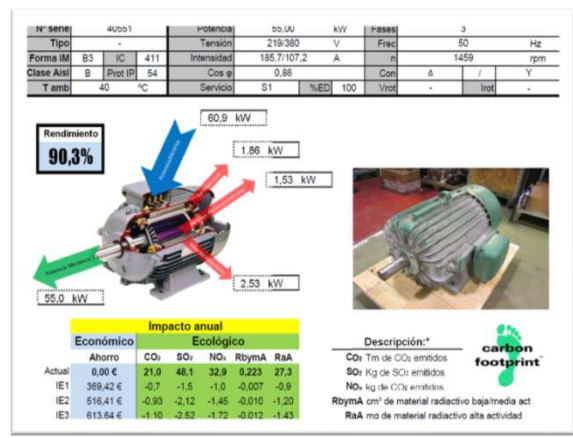 Nº serie 40551 Potencia 55,00 kW Fases 3
Tipo - Tensión 219/380 V Frec 50 Hz
Forma IM B3 IC 411 Intensidad 185,7/107,2 A n 1459 rpm
Clase Aisl B Prot IP 54 Cos φ 0,86 Con Δ / Y
T amb 40 ºC Servicio S1 %ED 100 Vrot - Irot -
60,9 kW
Rendimiento
90,3%
1,86 kW
1,53 kW
Potencia Eléctrica
Potencia Mecánica
2,53 kW
55,0 kW
Impacto anual
Económico Ecológico
Ahorro CO₂ SO₂ NOₓ RbymA RaA
Actual 0,00 € 21,0 48,1 32,9 0,223 27,3
IE1 369,42 € -0,7 -1,5 -1,0 -0,007 -0,9
IE2 516,41 € -0,93 -2,12 -1,45 -0,010 -1,20
IE3 613,64 € -1,10 -2,52 -1,72 -0,012 -1,43
Descripción:*
CO₂ Tm de CO₂ emitidos
SO₂ Kg de SO₂ emitidos
NOₓ kg de CO₂ emitidos
RbymA cm³ de material radiactivo baja/media act
RaA mg de material radiactivo alta actividad
carbon
footprint